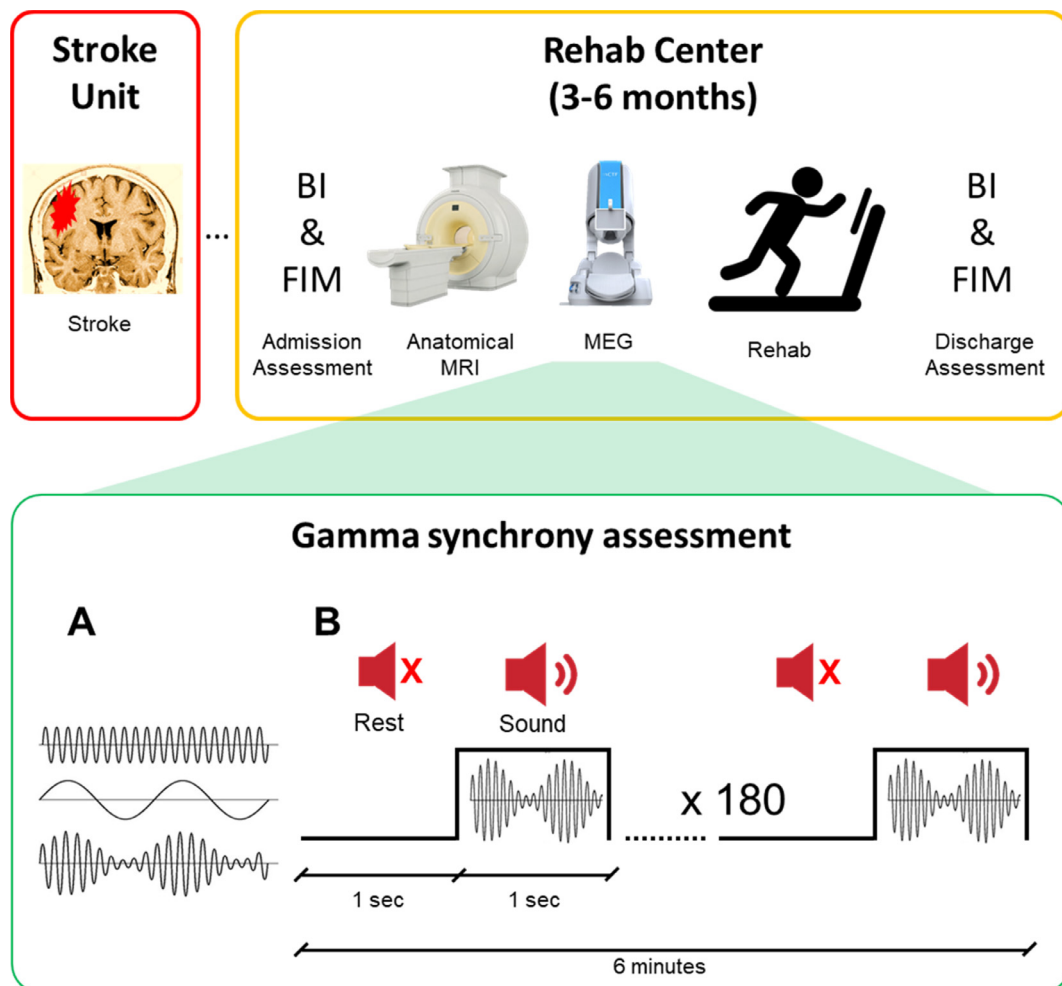 Stroke
Unit
Stroke
...
Rehab Center
(3-6 months)
BI
&
FIM
Admission
Assessment
Anatomical
MRI
MEG
Rehab
BI
&
FIM
Discharge
Assessment
Gamma synchrony assessment
A
B
X
Rest
Sound
x 180
X
1 sec
1 sec
6 minutes